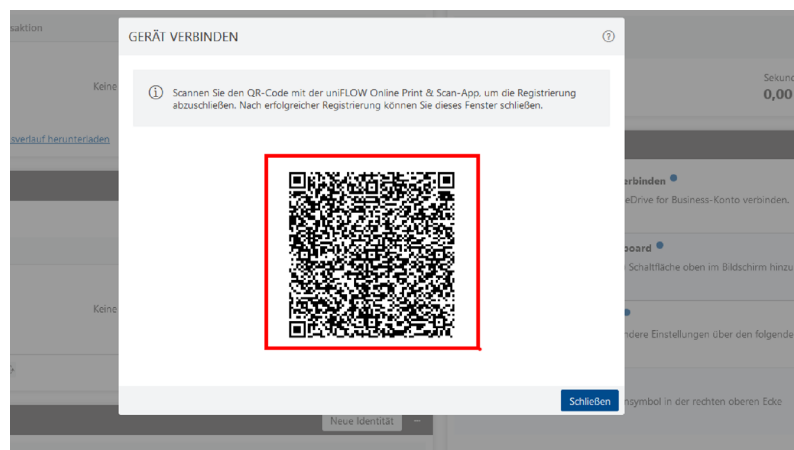 saktion
GERÄT VERBINDEN
Keine
Scannen Sie den QR-Code mit der uniFLOW Online Print & Scan-App, um die Registrierung
abzuschließen. Nach erfolgreicher Registrierung können Sie dieses Fenster schließen.
Sekund
0,00
sverlauf herunterladen
erbinden
eDrive for Business-Konto verbinden.
board
Schaltfläche oben im Bildschirm hinzu
Keine
ndere Einstellungen über den folgende
Schließen
nsymbol in der rechten oberen Ecke
Neue Identität